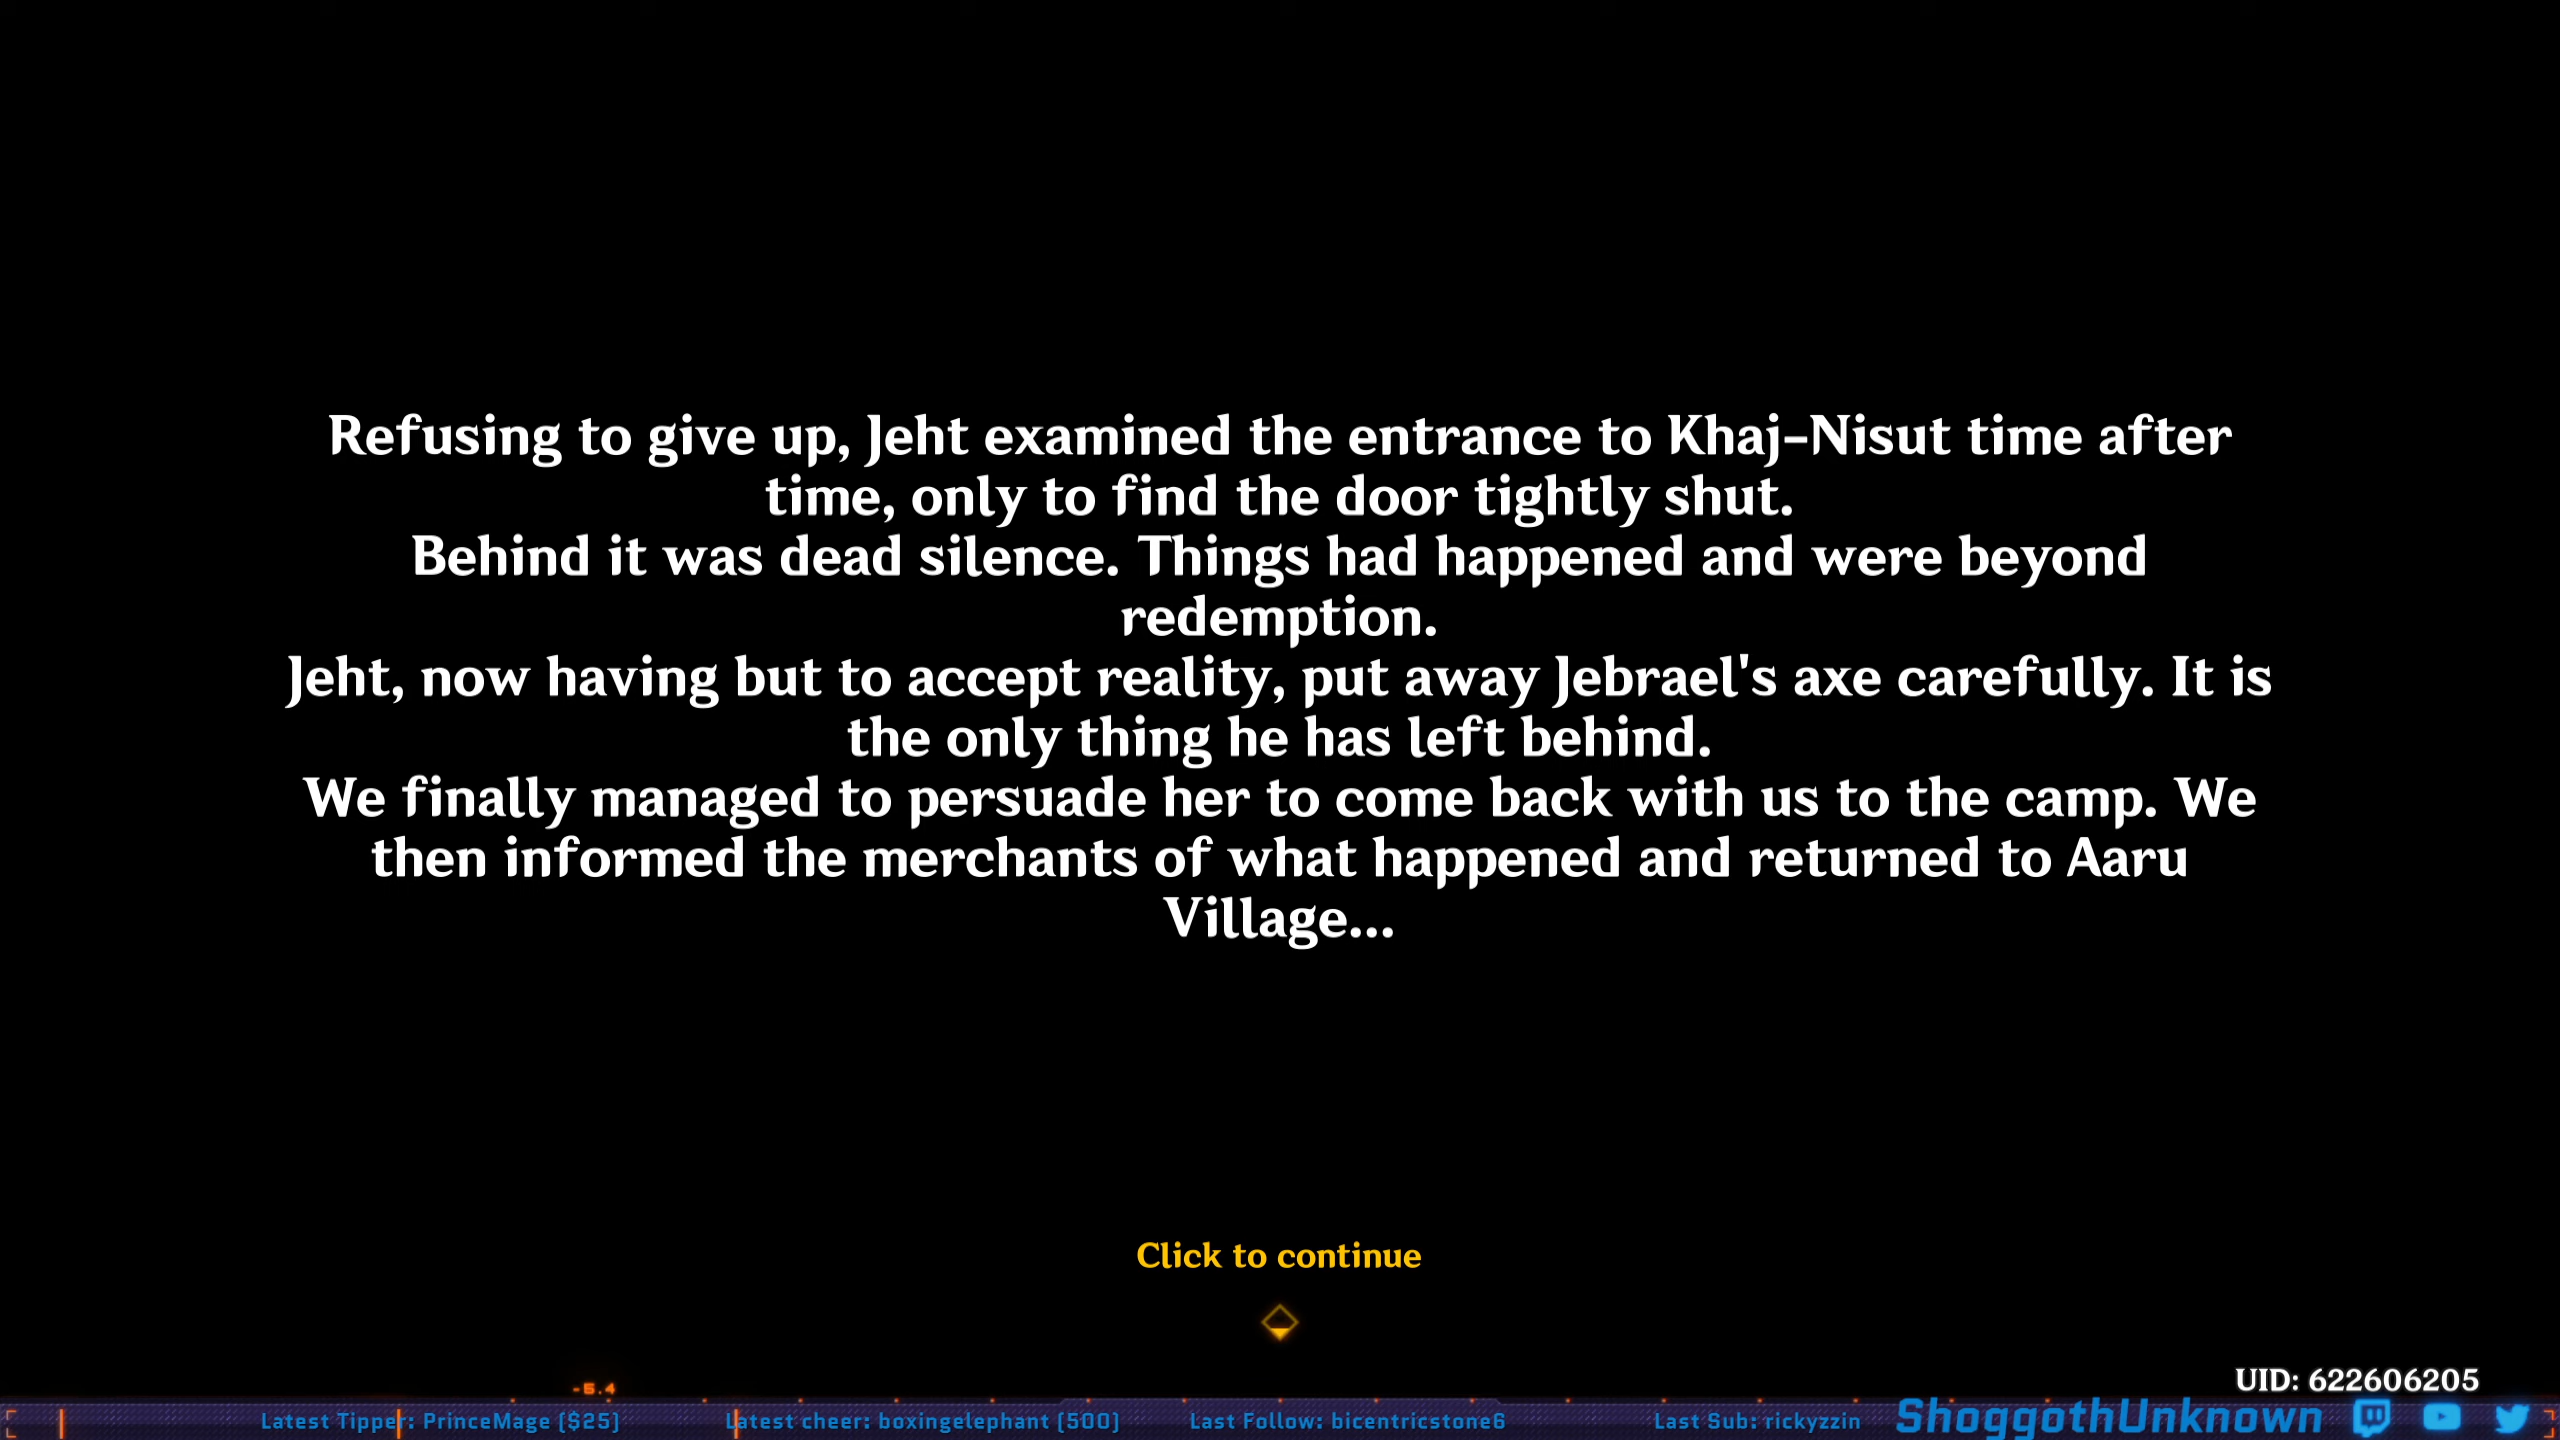 Refusing to give up, Jeht examined the entrance to Khaj-Nisut time after
time, only to find the door tightly shut.
Behind it was dead silence. Things had happened and were beyond
redemption.
Jeht, now having but to accept reality, put away Jebrael's axe carefully. It is
the only thing he has left behind.
We finally managed to persuade her to come back with us to the camp. We
then informed the merchants of what happened and returned to Aaru
Village...
Click to continue
UID: 622606205
-5.4
Latest Tipper: PrinceMage ($25) Latest cheer: boxingelephant (500) Last Follow: bicentricstone6 Last Sub: rickyzzin ShoggothUnknown